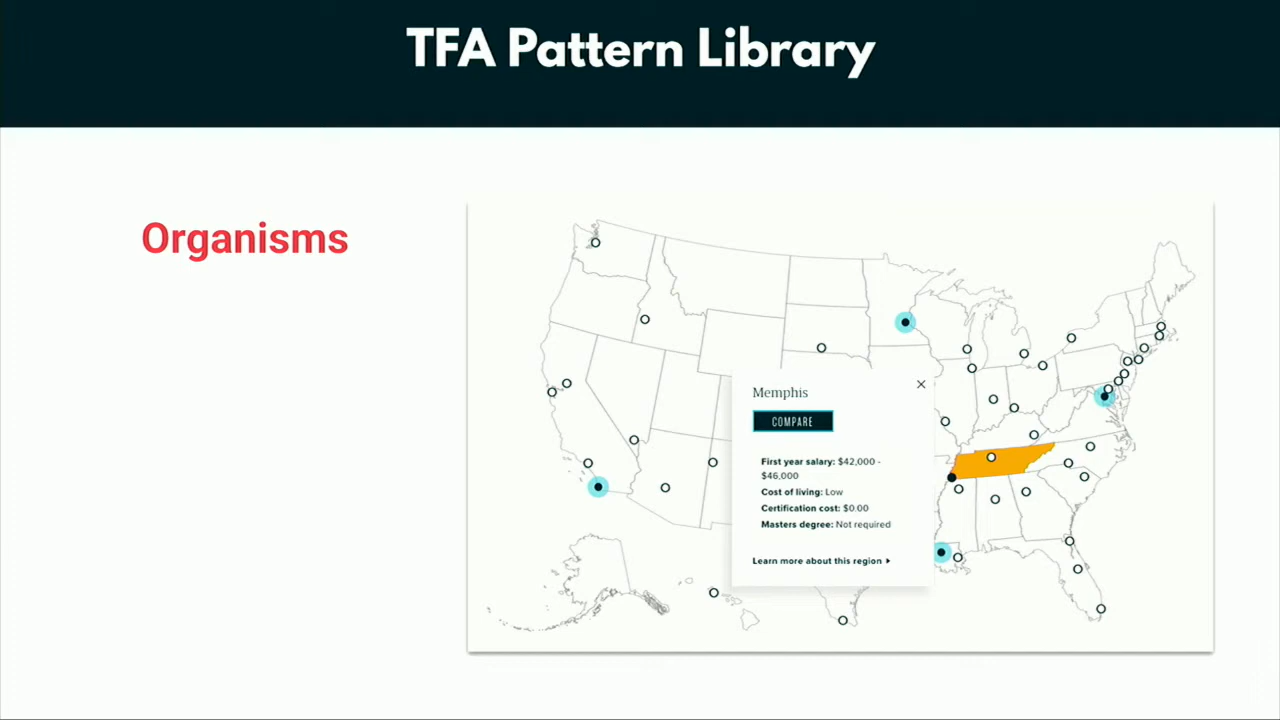 TFA Pattern Library
Organisms
Memphis
COMPARE
First year salary: $42,000 -
$46,000
Cost of living: Low
Certification cost: $0.00
Masters degree: Not required
Learn more about this region